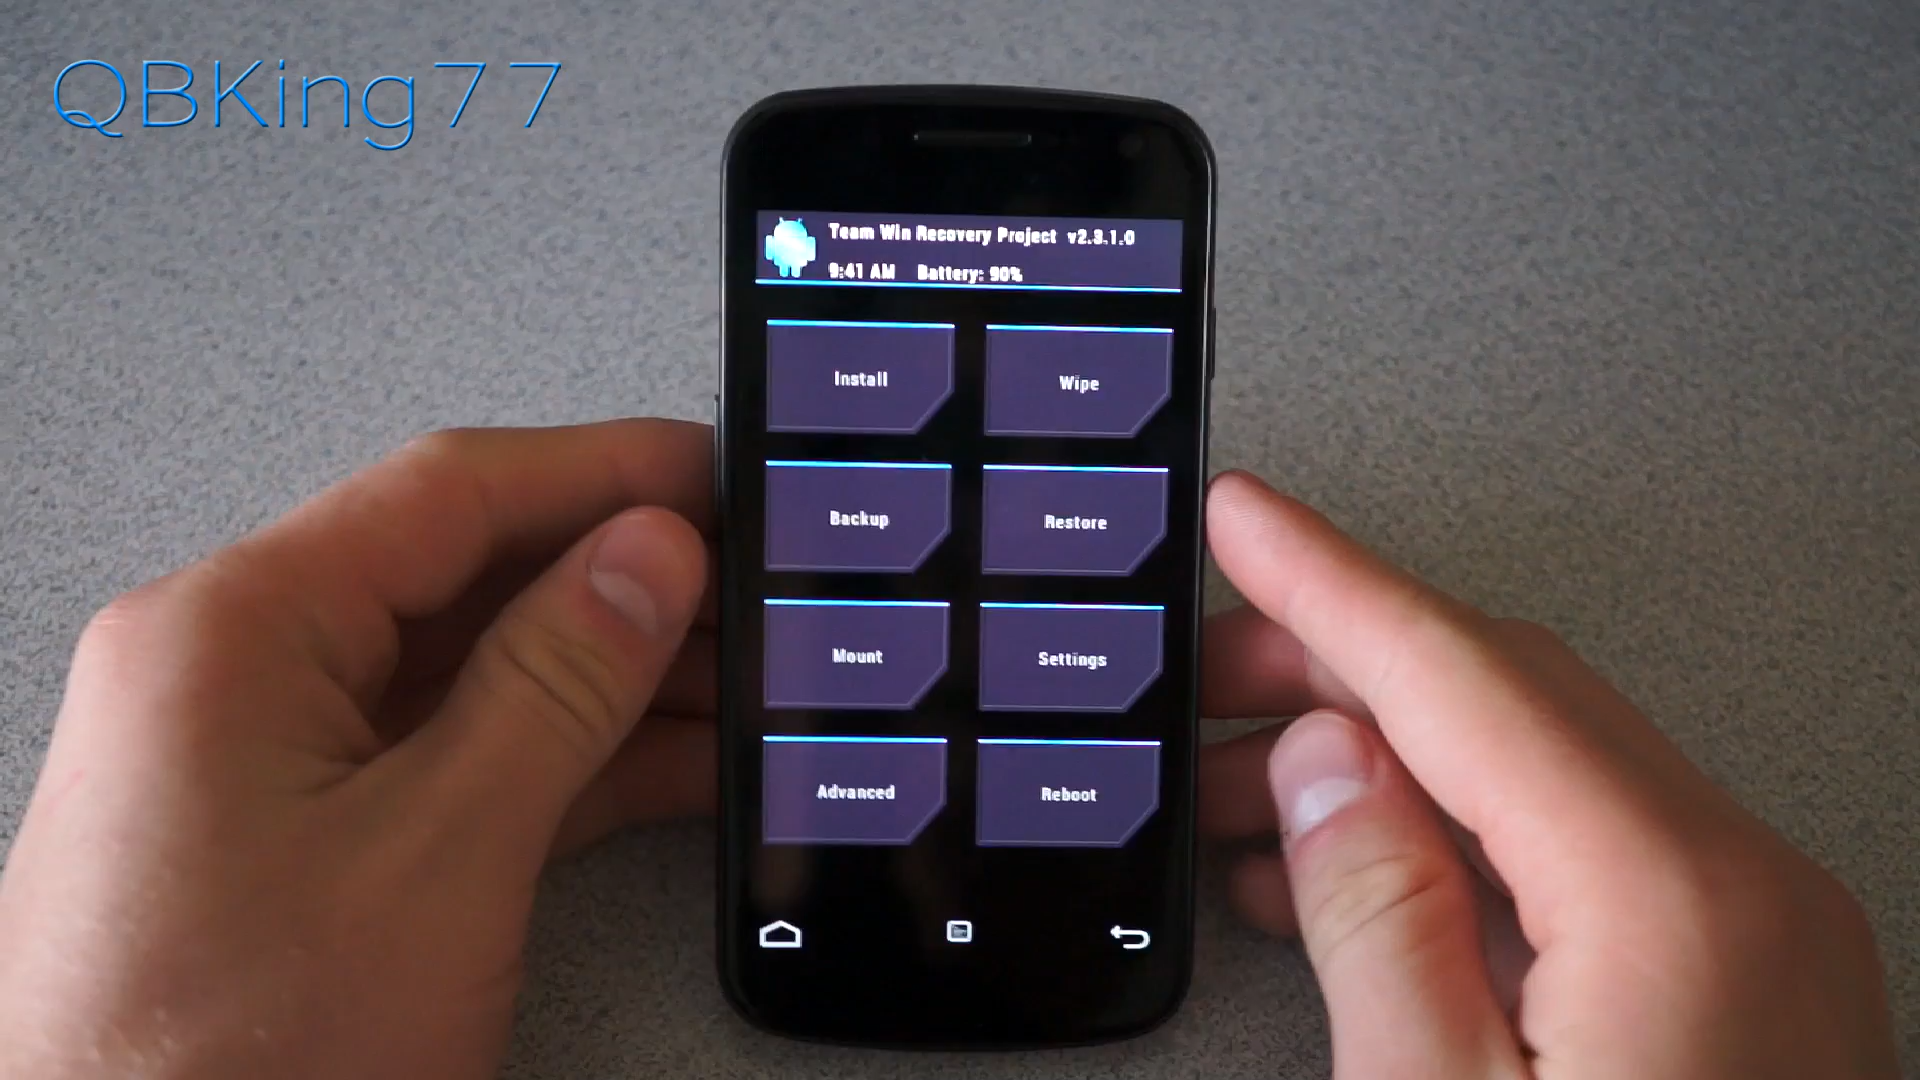 QBKing77
Team Win Recovery Project v2.3.1.0
9:41 AM Battery: 90%
Install
Wipe
Backup
Restore
Mount
Settings
Advanced
Reboot